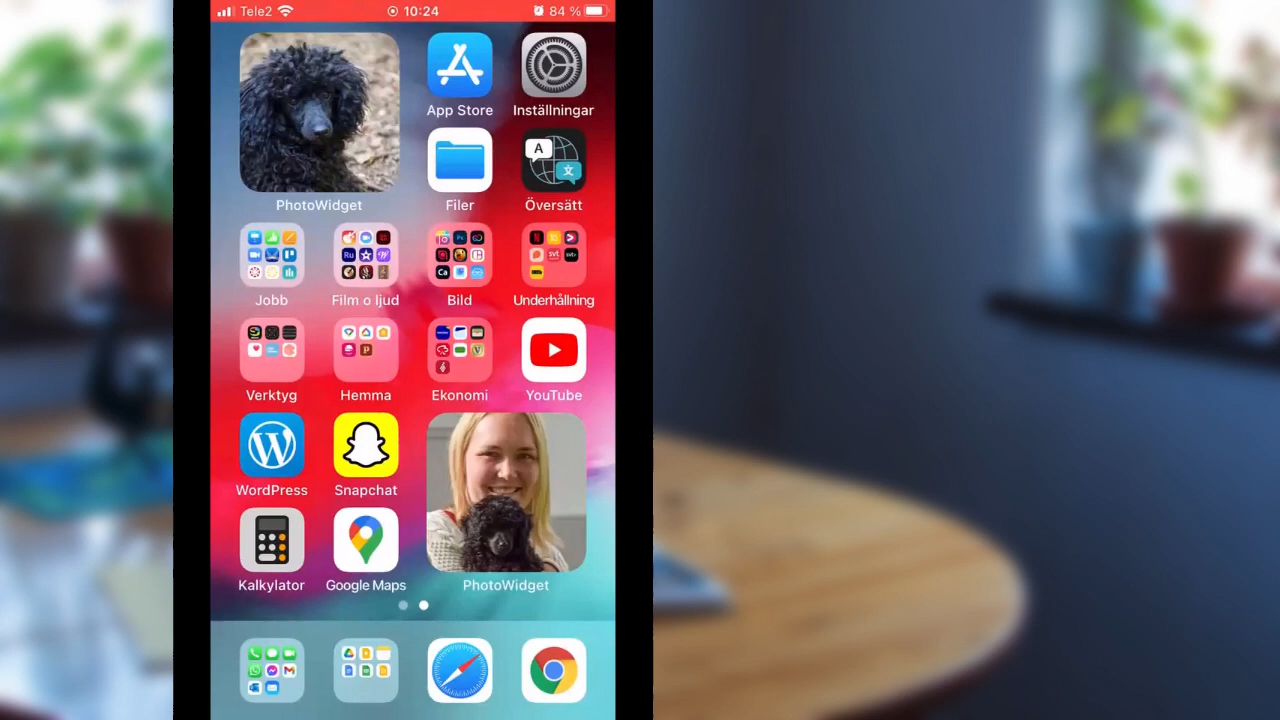 Tele2
10:24
84 %
App Store
Inställningar
A
文
PhotoWidget
Filer
Översätt
Jobb
Film o ljud
Bild
Underhållning
Verktyg
Hemma
Ekonomi
YouTube
WordPress
Snapchat
Kalkylator
Google Maps
PhotoWidget